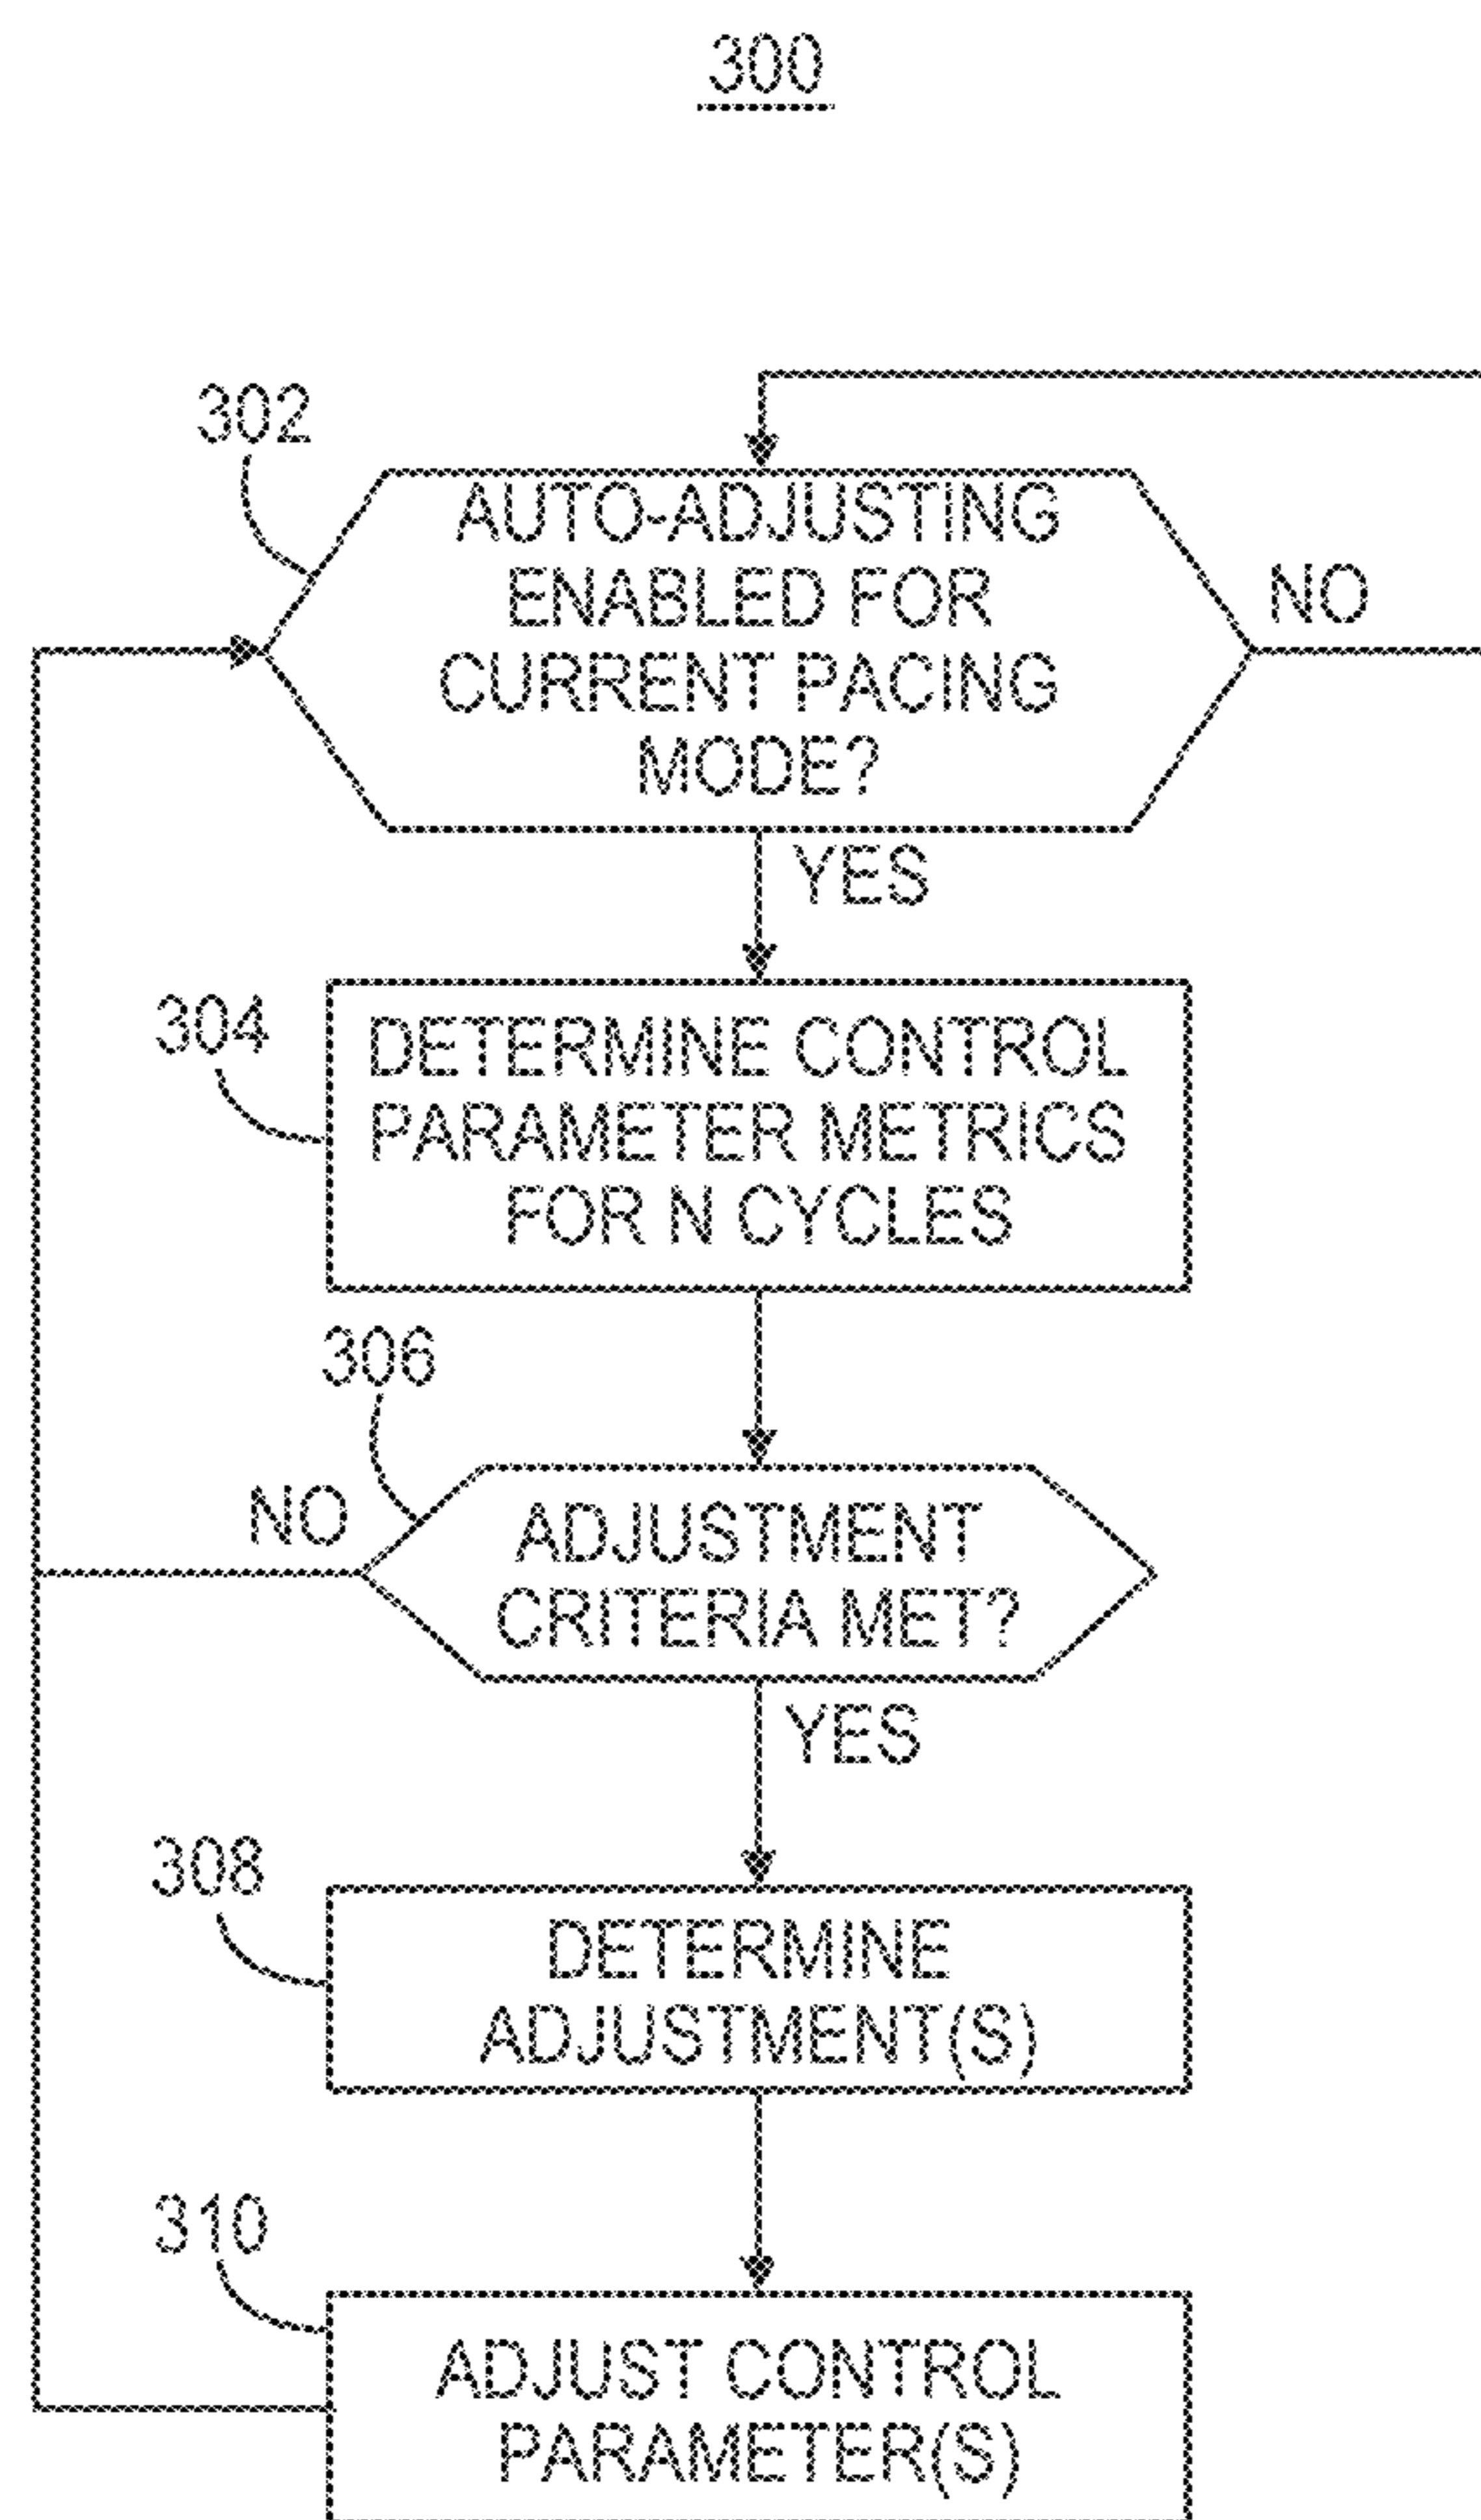 300
302
AUTO-ADJUSTING
ENABLED FOR
CURRENT PACING
MODE?
NO
YES
304
DETERMINE CONTROL
PARAMETER METRICS
FOR N CYCLES
306
NO
ADJUSTMENT
CRITERIA MET?
YES
308
DETERMINE
ADJUSTMENT(S)
310
ADJUST CONTROL
PARAMETER(S)